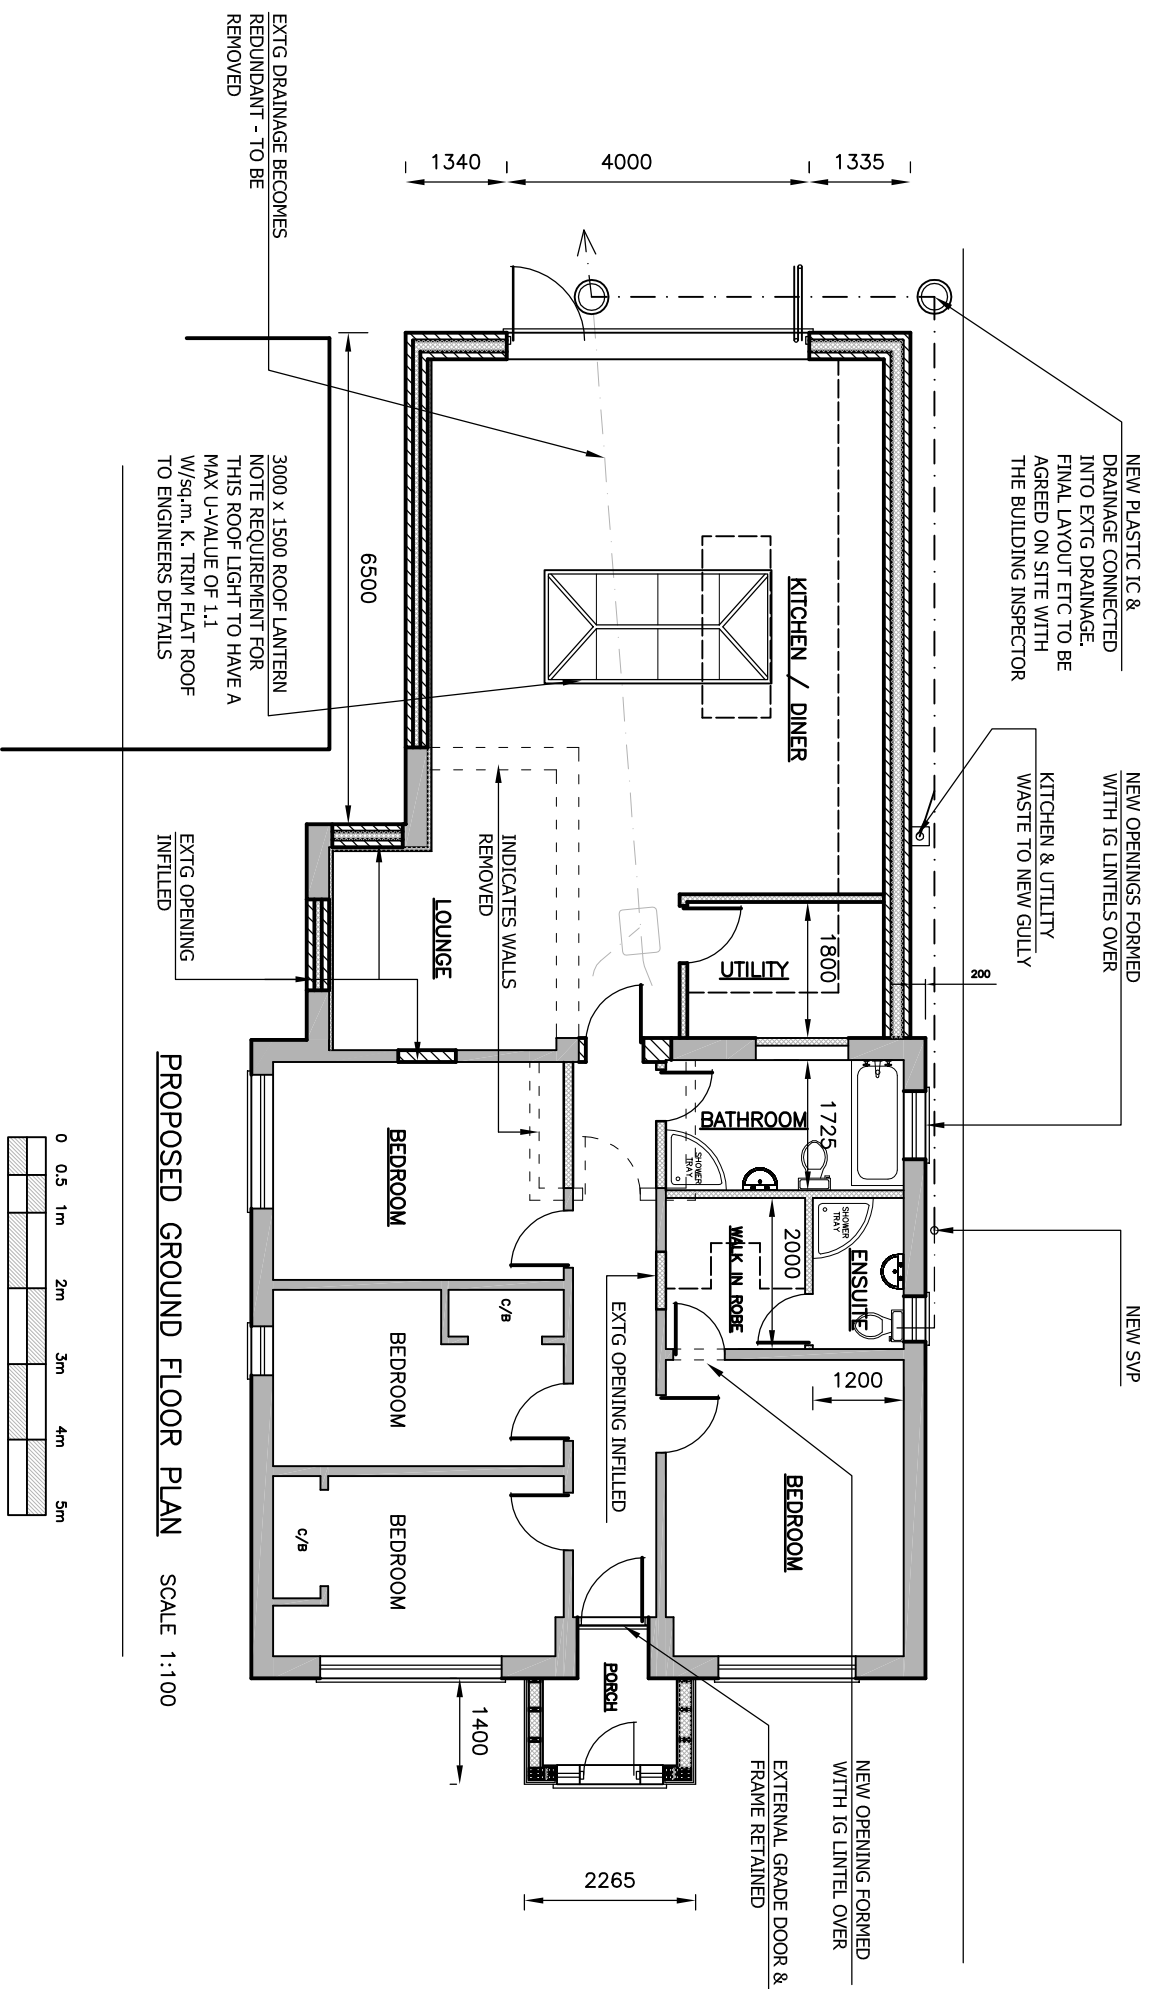 NEW PLASTIC IC &
DRAINAGE CONNECTED
INTO EXTG DRAINAGE.
FINAL LAYOUT ETC TO BE
AGREED ON SITE WITH
THE BUILDING INSPECTOR
KITCHEN & UTILITY
WASTE TO NEW GULLY
NEW OPENINGS FORMED
WITH IG LINTELS OVER
NEW SVP
200
1335
4000
1340
KITCHEN / DINER
UTILITY
1800
BATHROOM
1725
SHOWER
TRAY
WALK IN ROBE
2000
ENSUITE
SHOWER
TRAY
1200
BEDROOM
NEW OPENING FORMED
WITH IG LINTEL OVER
EXTERNAL GRADE DOOR &
FRAME RETAINED
EXTG OPENING INFILLED
PORCH
2265
1400
INDICATES WALLS
REMOVED
LOUNGE
BEDROOM
BEDROOM
C/B
BEDROOM
C/B
6500
EXTG DRAINAGE BECOMES
REDUNDANT - TO BE
REMOVED
3000 x 1500 ROOF LANTERN
NOTE REQUIREMENT FOR
THIS ROOF LIGHT TO HAVE A
MAX U-VALUE OF 1.1
W/sq.m. K. TRIM FLAT ROOF
TO ENGINEERS DETAILS
EXTG OPENING
INFILLED
PROPOSED GROUND FLOOR PLAN SCALE 1:100
0 0.5 1m 2m 3m 4m 5m